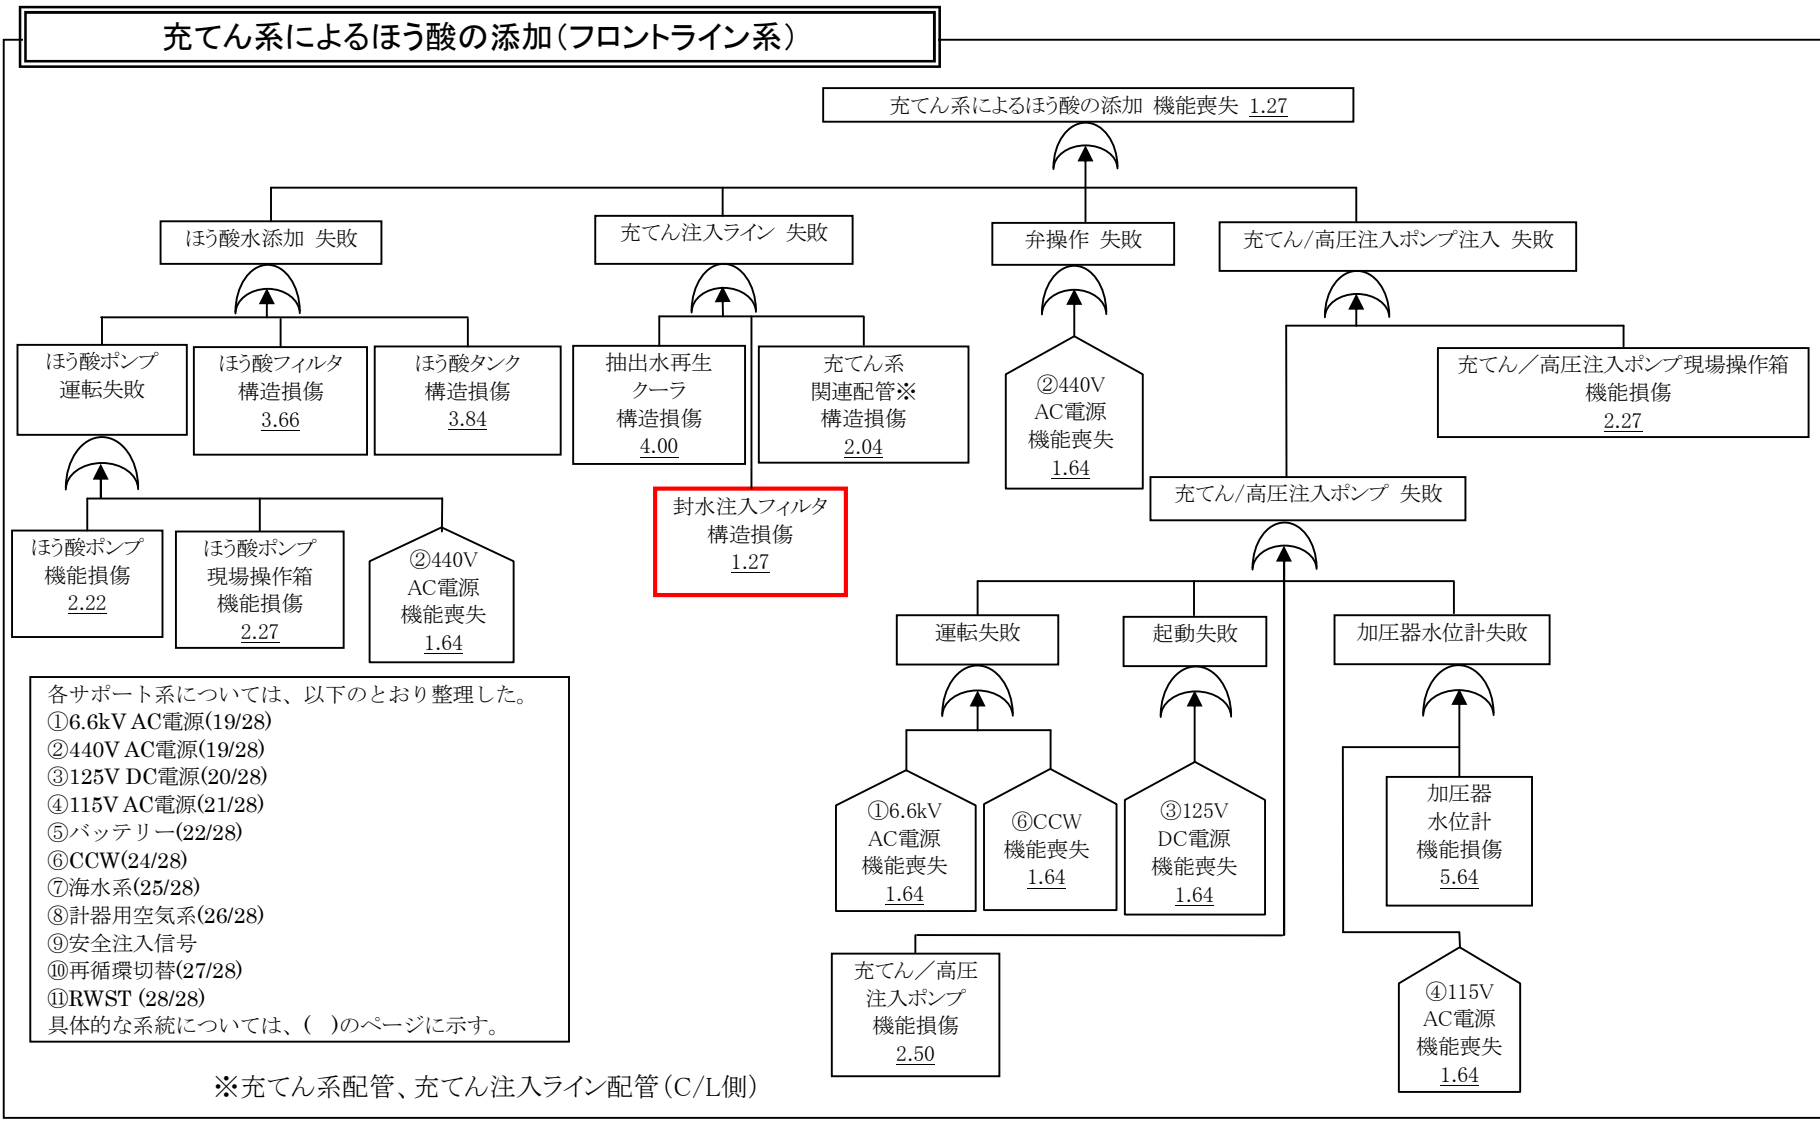 充てん系によるほう酸の添加(フロントライン系)
充てん系によるほう酸の添加 機能喪失 1.27
ほう酸水添加 失敗
充てん注入ライン 失敗
弁操作 失敗
充てん/高圧注入ポンプ注入 失敗
ほう酸ポンプ
運転失敗
ほう酸フィルタ
構造損傷
3.66
ほう酸タンク
構造損傷
3.84
抽出水再生
クーラ
構造損傷
4.00
充てん系
関連配管※
構造損傷
2.04
②440V
AC電源
機能喪失
1.64
充てん／高圧注入ポンプ現場操作箱
機能損傷
2.27
封水注入フィルタ
構造損傷
1.27
充てん/高圧注入ポンプ 失敗
ほう酸ポンプ
機能損傷
2.22
ほう酸ポンプ
現場操作箱
機能損傷
2.27
②440V
AC電源
機能喪失
1.64
運転失敗
起動失敗
加圧器水位計失敗
①6.6kV
AC電源
機能喪失
1.64
⑥CCW
機能喪失
1.64
③125V
DC電源
機能喪失
1.64
加圧器
水位計
機能損傷
5.64
充てん／高圧
注入ポンプ
機能損傷
2.50
④115V
AC電源
機能喪失
1.64
各サポート系については、以下のとおり整理した。
①6.6kV AC電源(19/28)
②440V AC電源(19/28)
③125V DC電源(20/28)
④115V AC電源(21/28)
⑤バッテリー(22/28)
⑥CCW(24/28)
⑦海水系(25/28)
⑧計器用空気系(26/28)
⑨安全注入信号
⑩再循環切替(27/28)
⑪RWST (28/28)
具体的な系統については、( )のページに示す。
※充てん系配管、充てん注入ライン配管(C/L側)